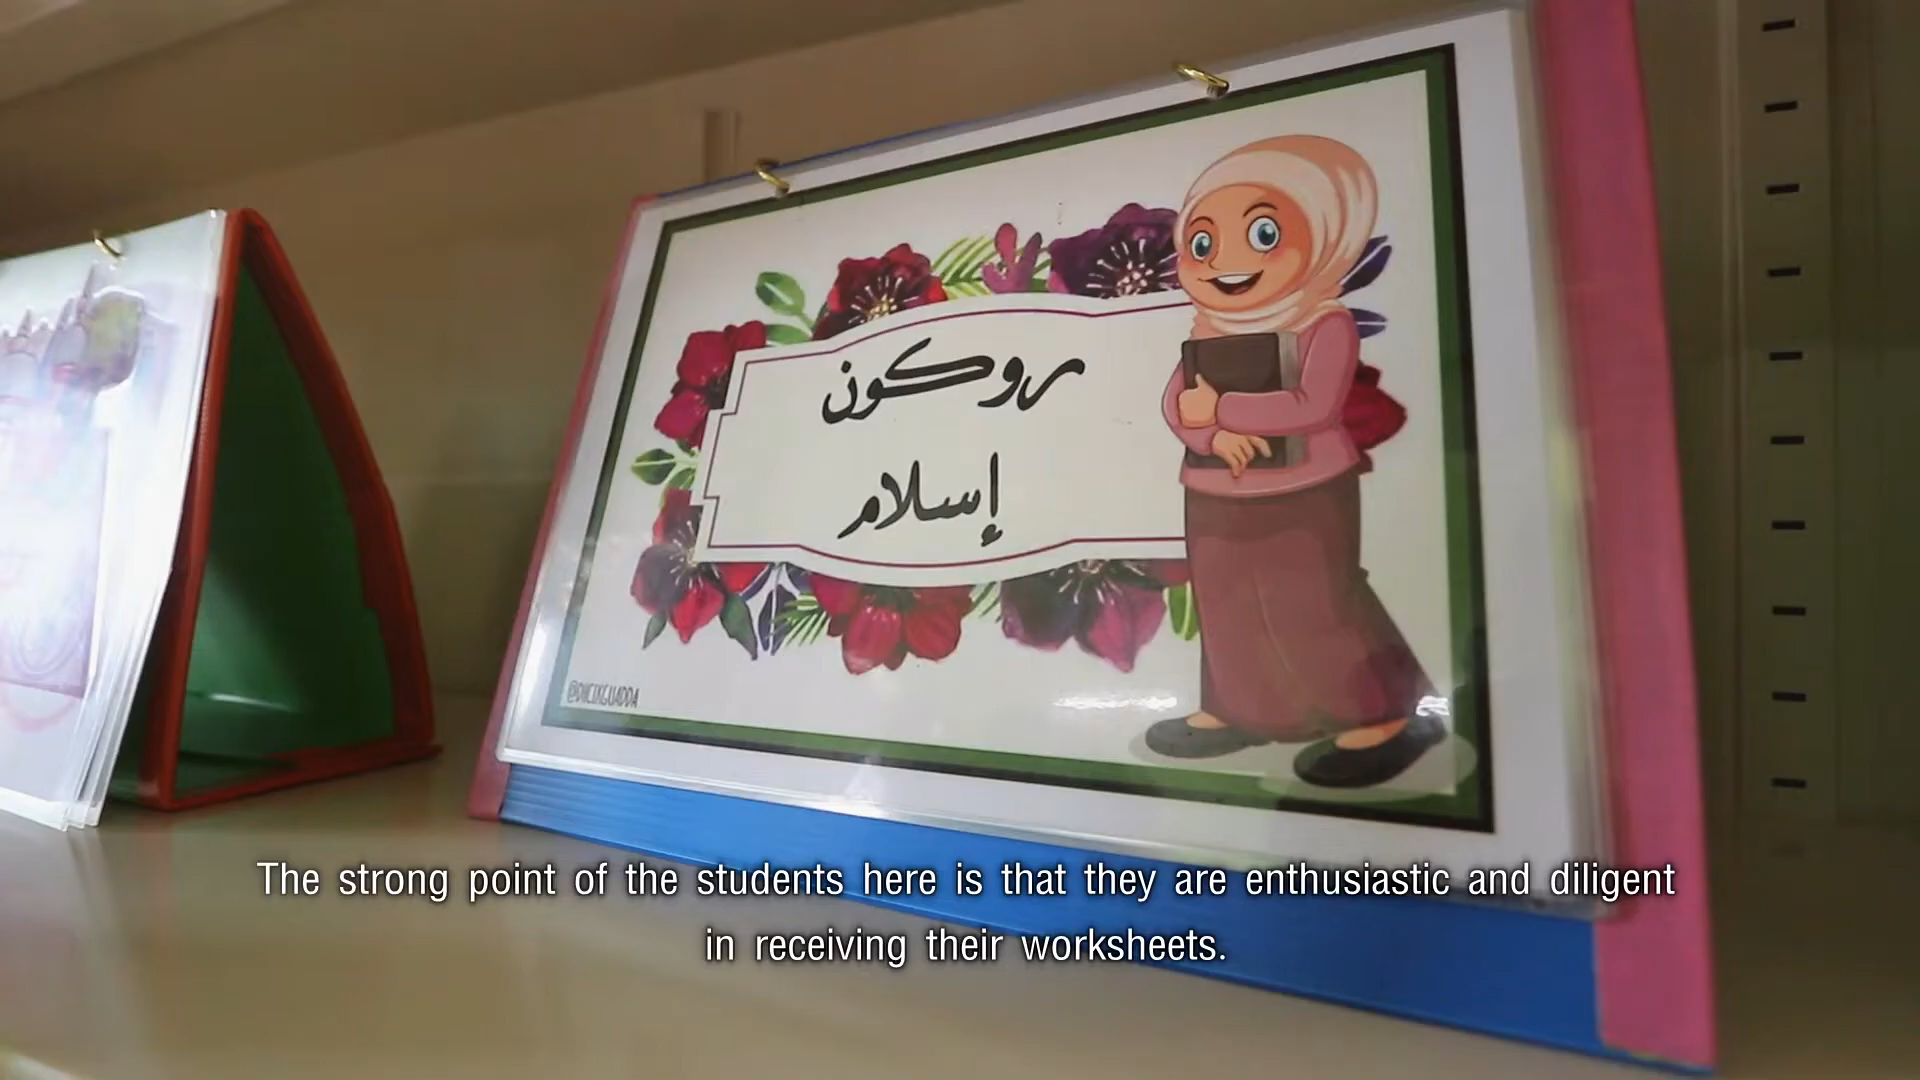 روكون
إسلام
@DIICIKGUADDA
The strong point of the students here is that they are enthusiastic and diligent
in receiving their worksheets.